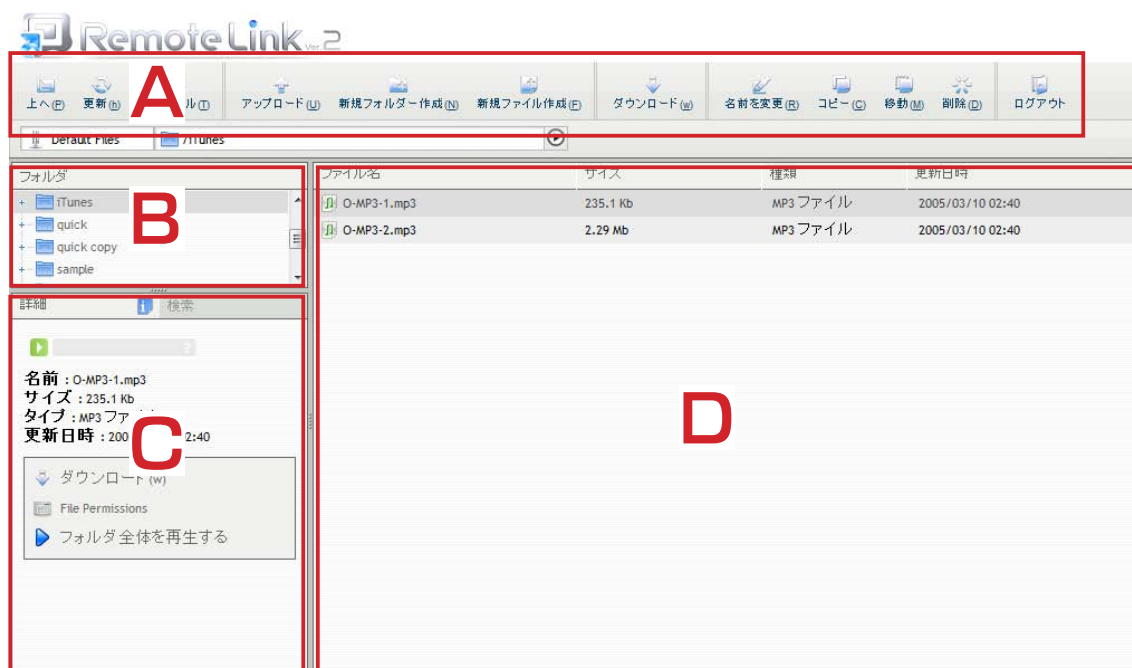 RemoteLink Ver.2
A
上へ(P) 更新(h) ル(T) アップロード(U) 新規フォルダー作成(N) 新規ファイル作成(F) ダウンロード(w) 名前を変更(R) コピー(C) 移動(M) 削除(D) ログアウト
Default Files /iTunes
フォルダ
B
iTunes
quick
quick copy
sample
ファイル名 サイズ 種類 更新日時
O-MP3-1.mp3 235.1 Kb MP3 ファイル 2005/03/10 02:40
O-MP3-2.mp3 2.29 Mb MP3 ファイル 2005/03/10 02:40
D
詳細 検索
名前 : O-MP3-1.mp3
サイズ : 235.1 Kb
タイプ : MP3 ファ
更新日時 : 200 2:40
C
ダウンロード (w)
File Permissions
フォルダ全体を再生する